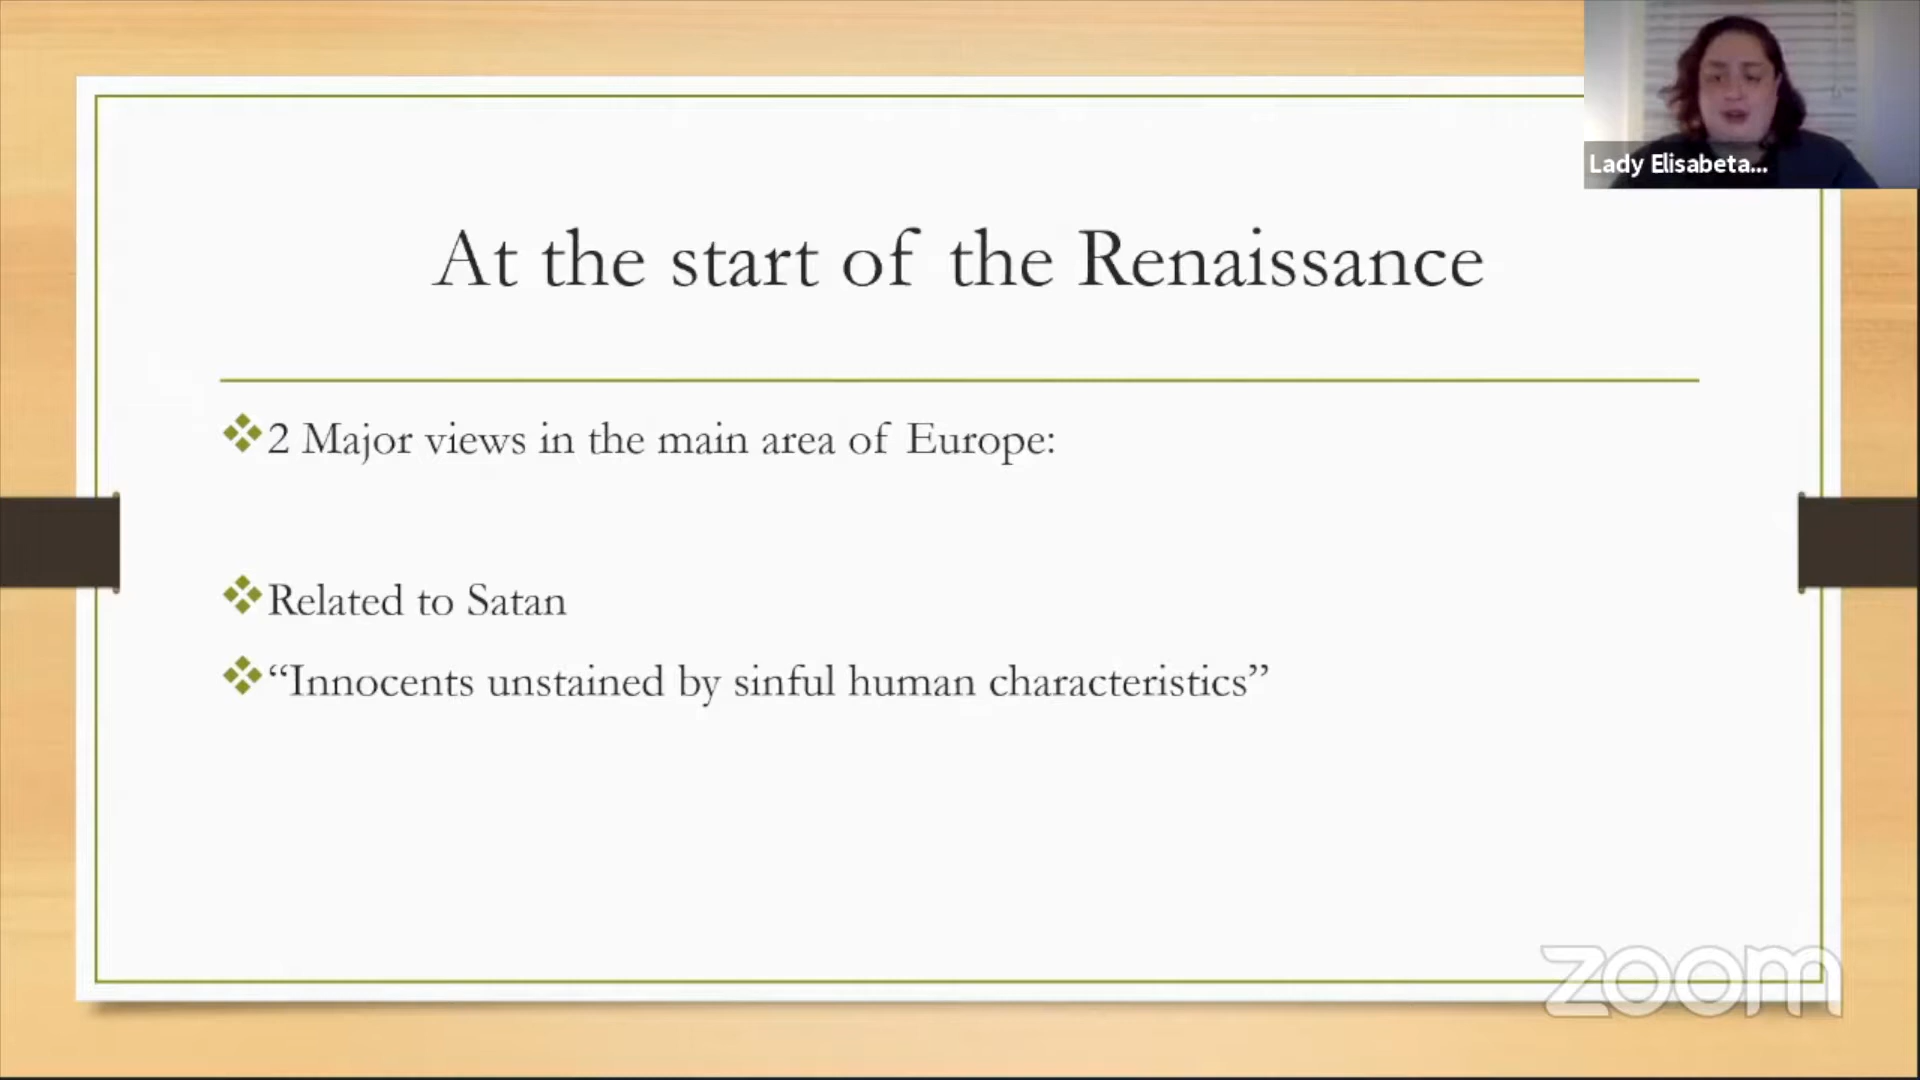 Lady Elisabeta...
At the start of the Renaissance
2 Major views in the main area of Europe:
Related to Satan
“Innocents unstained by sinful human characteristics”
zoom